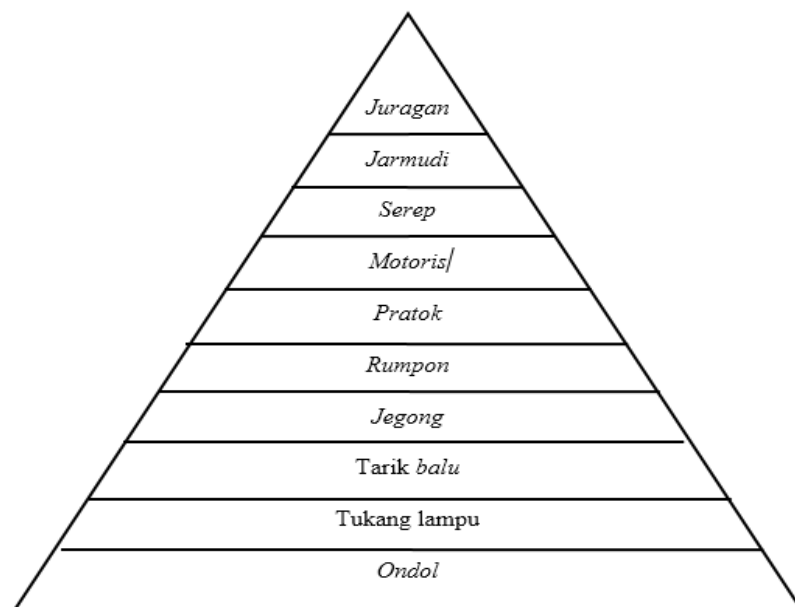 Juragan
Jarmudi
Serep
Motoris/
Pratok
Rumpon
Jegong
Tarik balu
Tukang lampu
Ondol